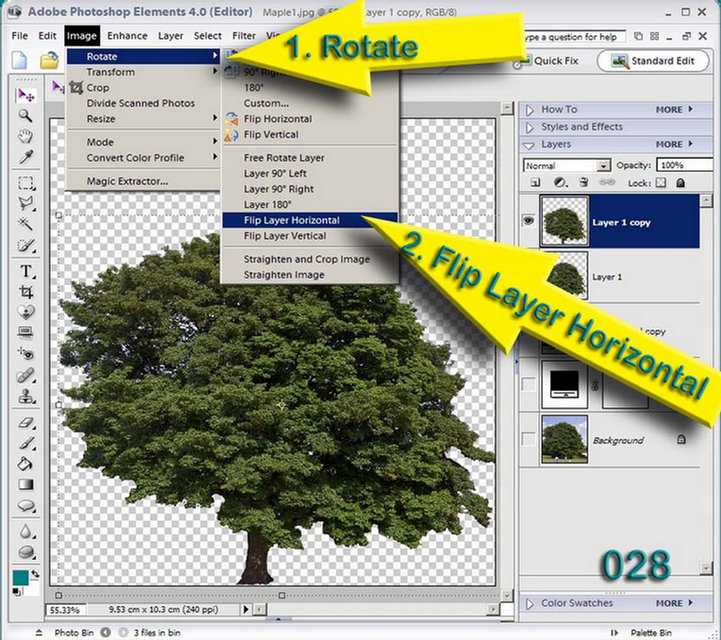 Adobe Photoshop Elements 4.0 (Editor) Maple1.jpg @ ayer 1 copy, RGB/8)
File Edit Image Enhance Layer Select Filter
ype a question for help
Quick Fix Standard Edit
1. Rotate
Rotate
Transform
Crop
Divide Scanned Photos
Resize
Mode
Convert Color Profile
Magic Extractor...
90° Right
180°
Custom...
Flip Horizontal
Flip Vertical
Free Rotate Layer
Layer 90° Left
Layer 90° Right
Layer 180°
Flip Layer Horizontal
Flip Layer Vertical
Straighten and Crop Image
Straighten Image
2. Flip Layer Horizontal
How To MORE
Styles and Effects
Layers MORE
Normal Opacity: 100%
Lock:
Layer 1 copy
Layer 1
copy
Background
028
Color Swatches MORE
55.33% 9.53 cm x 10.3 cm (240 ppi)
Photo Bin 3 files in bin Palette Bin